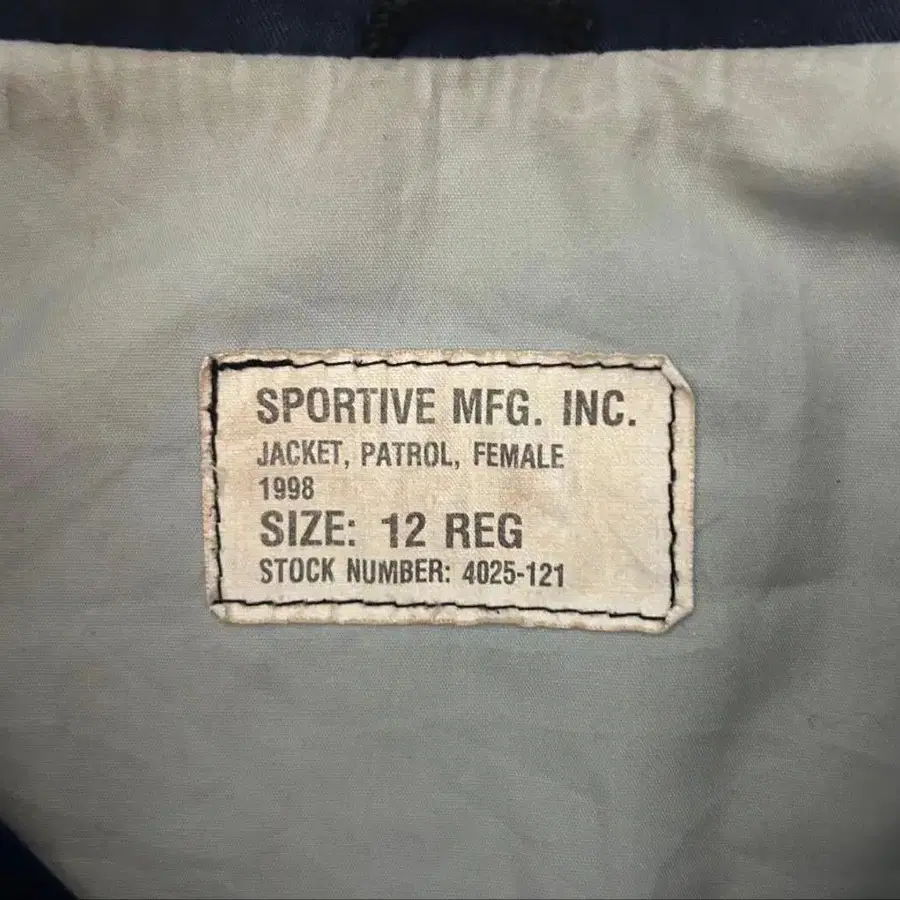 SPORTIVE MFG. INC.
JACKET, PATROL, FEMALE
1998
SIZE: 12 REG
STOCK NUMBER: 4025-121